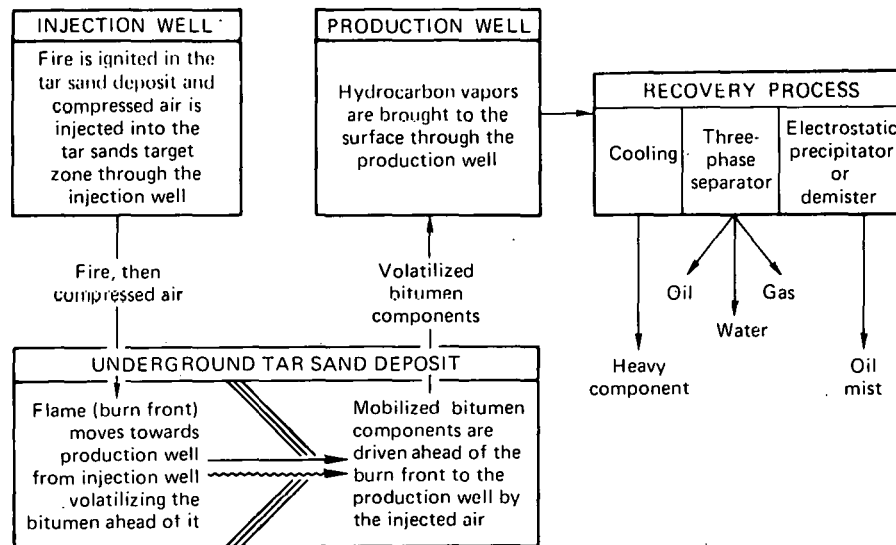 INJECTION WELL
Fire is ignited in the
tar sand deposit and
compressed air is
injected into the
tar sands target
zone through the
injection well
PRODUCTION WELL
Hydrocarbon vapors
are brought to the
surface through the
production well
RECOVERY PROCESS
Cooling
Three-
phase
separator
Electrostatic
precipitator
or
demister
Fire, then
compressed air
Volatilized
bitumen
components
Oil
Gas
Water
Heavy
component
Oil
mist
UNDERGROUND TAR SAND DEPOSIT
Flame (burn front)
moves towards
production well
from injection well
volatilizing the
bitumen ahead of it
Mobilized bitumen
components are
driven ahead of the
burn front to the
production well by
the injected air